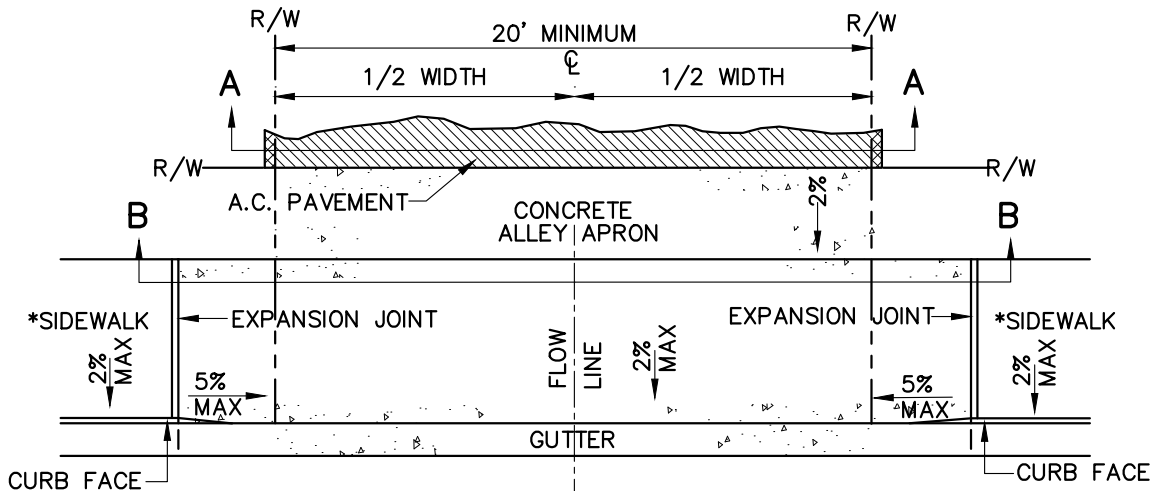 R/W
R/W
20' MINIMUM
℄
1/2 WIDTH
1/2 WIDTH
A
A
R/W
R/W
A.C. PAVEMENT
2%
CONCRETE
ALLEY APRON
B
B
EXPANSION JOINT
EXPANSION JOINT
*SIDEWALK
*SIDEWALK
2%
MAX
FLOW
LINE
2%
MAX
2%
MAX
5%
MAX
5%
MAX
GUTTER
CURB FACE
CURB FACE